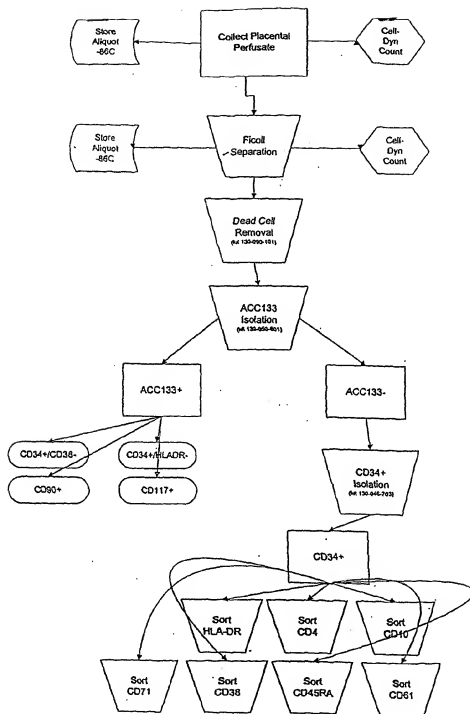 Store
Aliquot
-86C
Collect Placental
Perfusate
Cell-
Dyn
Count
Store
Aliquot
-86C
Ficoll
Separation
Cell-
Dyn
Count
Dead Cell
Removal
ACC133
Isolation
ACC133+
ACC133-
CD34+/CD38-
CD34+/HLADR-
CD90+
CD117+
CD34+
Isolation
CD34+
Sort
HLA-DR
Sort
CD4
Sort
CD10
Sort
CD71
Sort
CD38
Sort
CD45RA
Sort
CD61